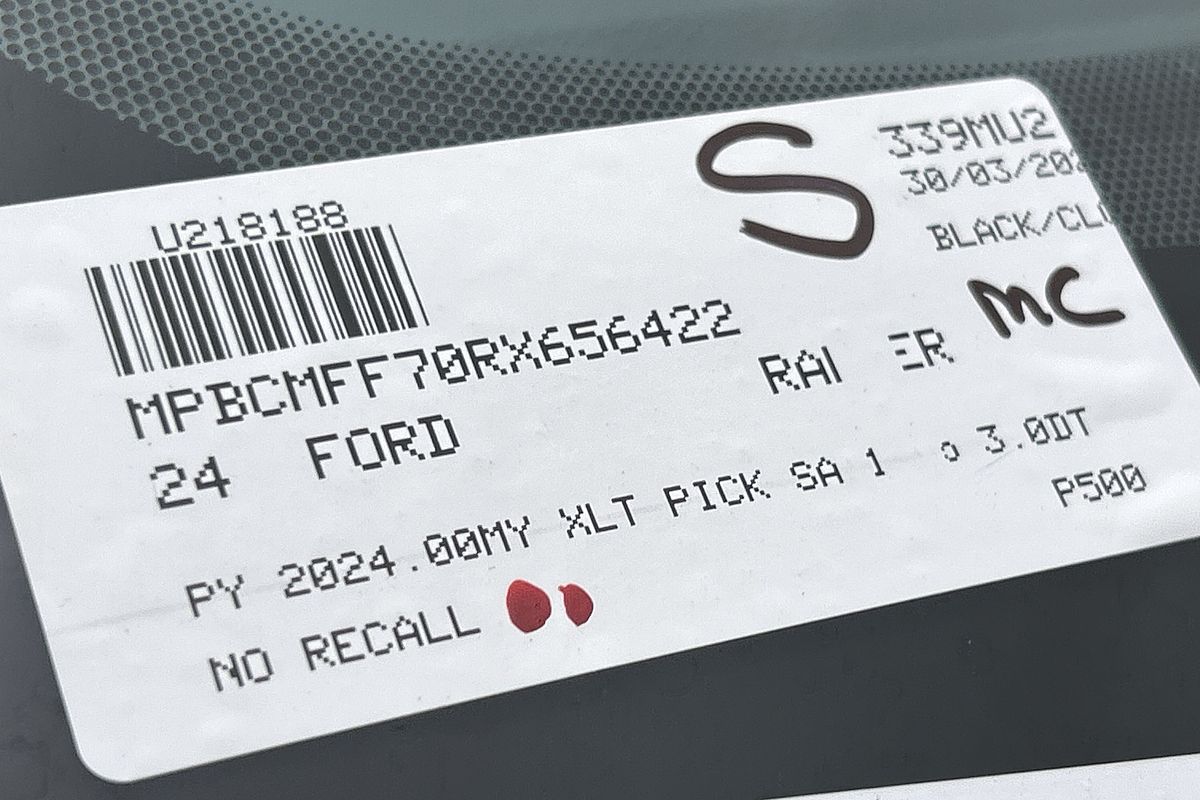 S
339MU2
30/03/202
U218188
BLACK/CL
MPBCMFF70RX656422
MC
24 FORD RAI ER
PY 2024.00MY XLT PICK SA 1 3.0DT
P500
NO RECALL